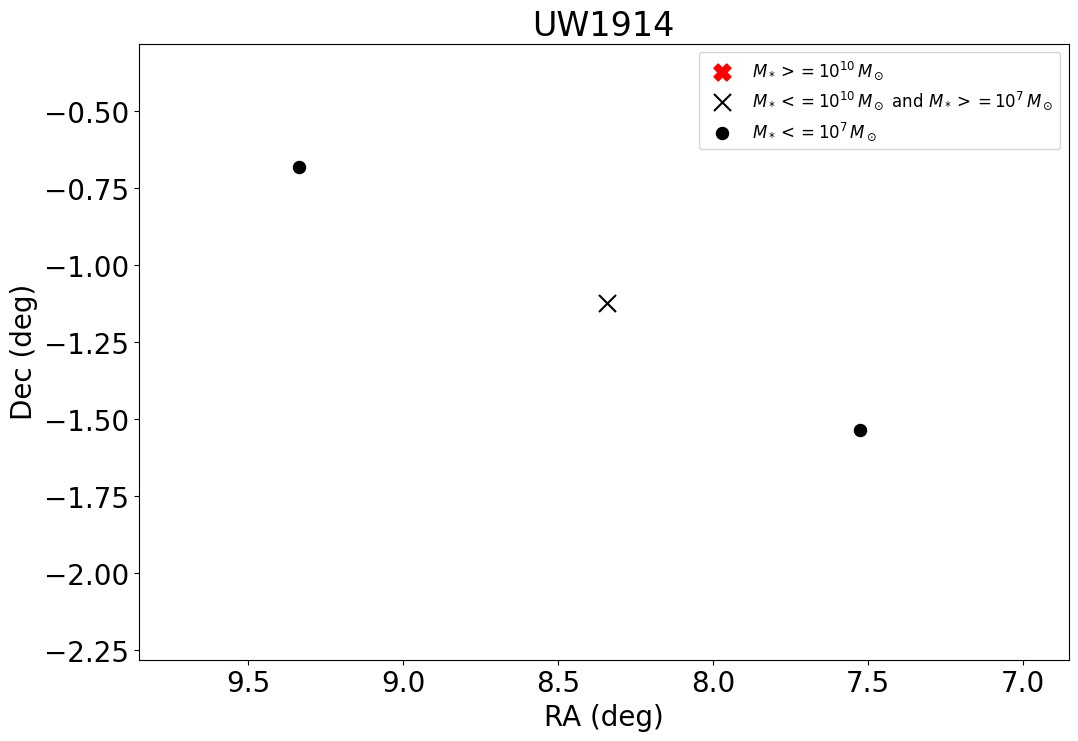 UW1914
M* >= 10^10 M⊙
M* <= 10^10 M⊙ and M* >= 10^7 M⊙
M* <= 10^7 M⊙
Dec (deg)
−0.50
−0.75
−1.00
−1.25
−1.50
−1.75
−2.00
−2.25
9.5 9.0 8.5 8.0 7.5 7.0
RA (deg)